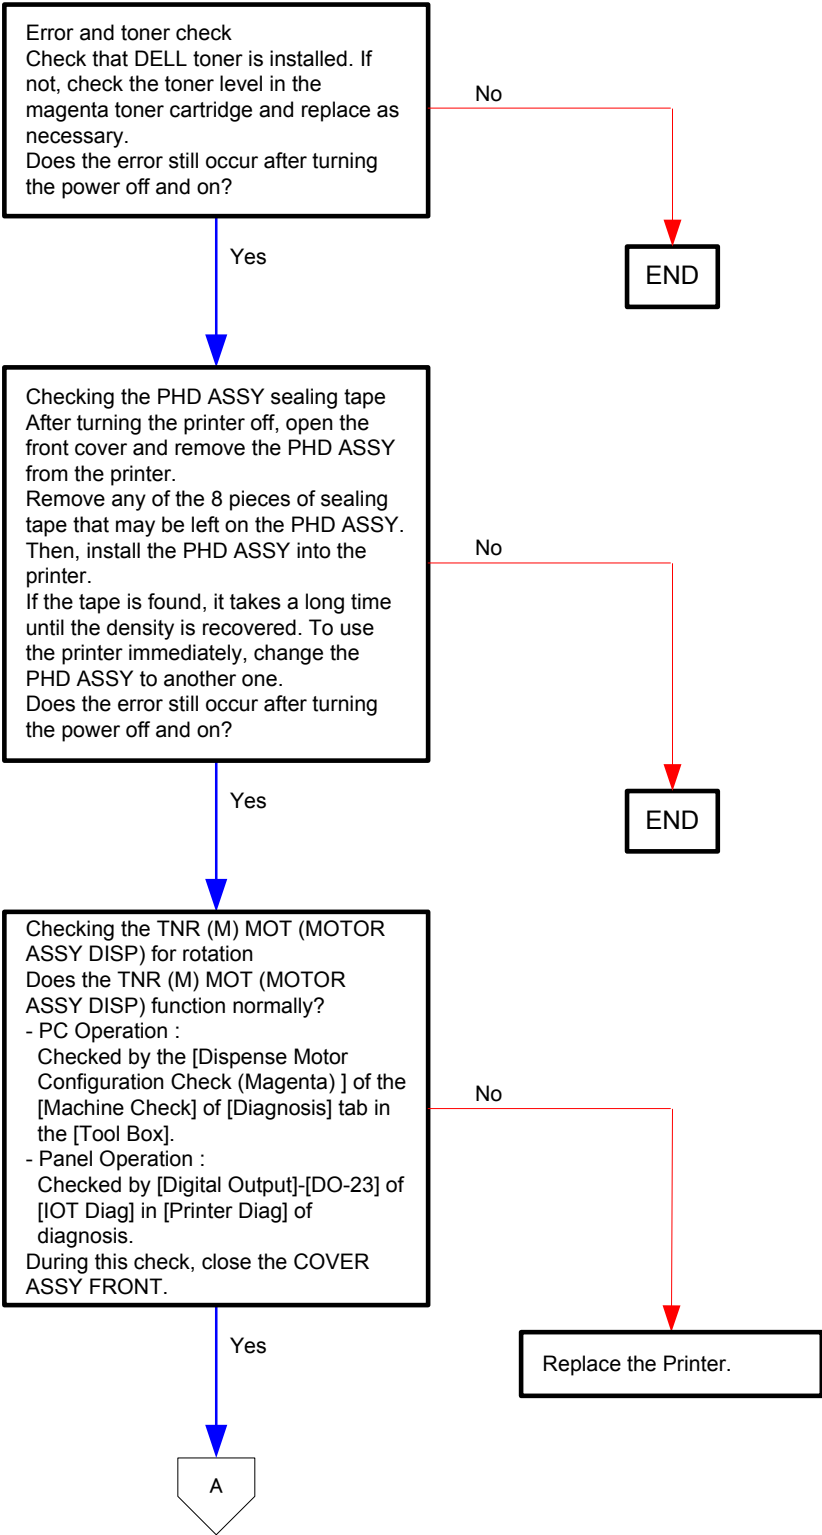 Error and toner check
Check that DELL toner is installed. If
not, check the toner level in the
magenta toner cartridge and replace as
necessary.
Does the error still occur after turning
the power off and on?
No
END
Yes
Checking the PHD ASSY sealing tape
After turning the printer off, open the
front cover and remove the PHD ASSY
from the printer.
Remove any of the 8 pieces of sealing
tape that may be left on the PHD ASSY.
Then, install the PHD ASSY into the
printer.
If the tape is found, it takes a long time
until the density is recovered. To use
the printer immediately, change the
PHD ASSY to another one.
Does the error still occur after turning
the power off and on?
No
END
Yes
Checking the TNR (M) MOT (MOTOR
ASSY DISP) for rotation
Does the TNR (M) MOT (MOTOR
ASSY DISP) function normally?
- PC Operation :
Checked by the [Dispense Motor
Configuration Check (Magenta) ] of the
[Machine Check] of [Diagnosis] tab in
the [Tool Box].
- Panel Operation :
Checked by [Digital Output]-[DO-23] of
[IOT Diag] in [Printer Diag] of
diagnosis.
During this check, close the COVER
ASSY FRONT.
No
Replace the Printer.
Yes
A